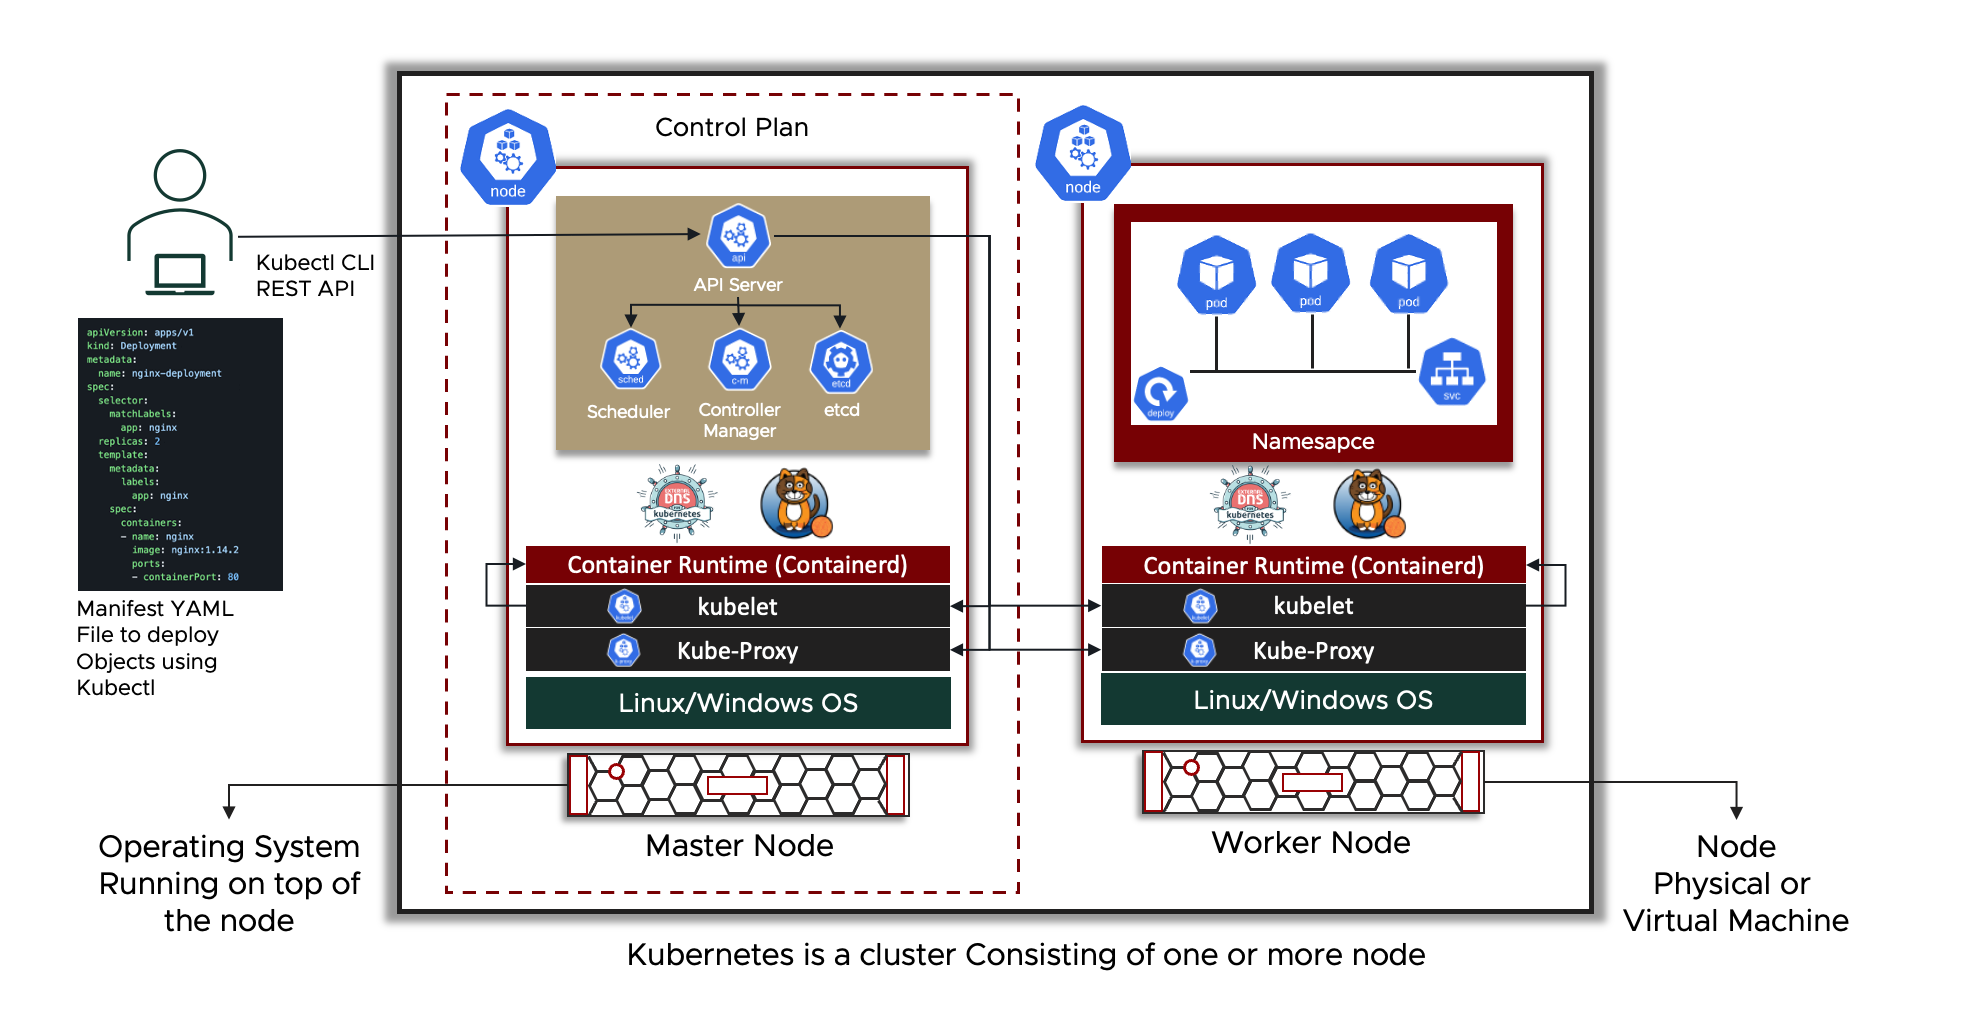 Control Plan
node
node
api
API Server
sched
c-m
etcd
Scheduler
Controller
Manager
etcd
pod
pod
pod
deploy
svc
Namesapce
Kubectl CLI
REST API
apiVersion: apps/v1
kind: Deployment
metadata:
  name: nginx-deployment
spec:
  selector:
    matchLabels:
      app: nginx
  replicas: 2
  template:
    metadata:
      labels:
        app: nginx
    spec:
      containers:
      - name: nginx
        image: nginx:1.14.2
        ports:
        - containerPort: 80
Manifest YAML
File to deploy
Objects using
Kubectl
EXTERNAL
DNS
kubernetes
EXTERNAL
DNS
kubernetes
Container Runtime (Containerd)
kubelet
Kube-Proxy
Linux/Windows OS
Container Runtime (Containerd)
kubelet
Kube-Proxy
Linux/Windows OS
Master Node
Worker Node
Operating System
Running on top of
the node
Node
Physical or
Virtual Machine
Kubernetes is a cluster Consisting of one or more node